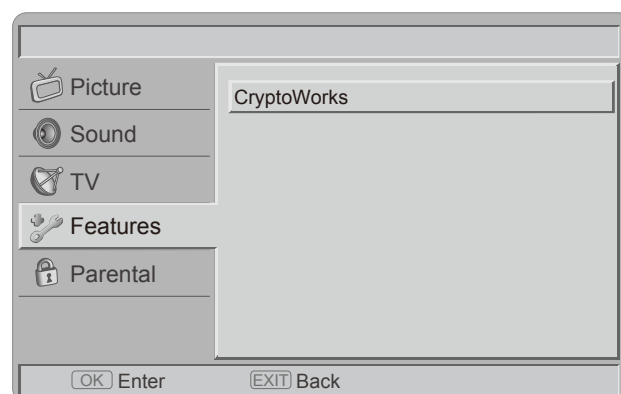 Picture
CryptoWorks
Sound
TV
Features
Parental
OK Enter EXIT Back